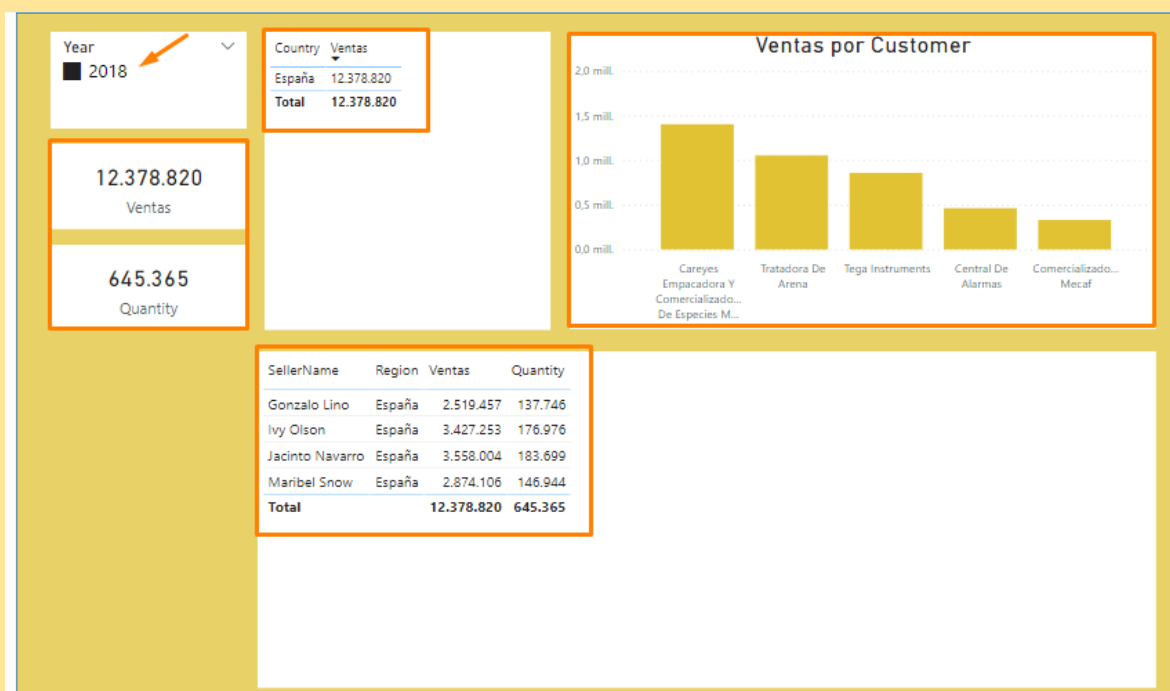 Year
2018
12.378.820
Ventas
645.365
Quantity
Country Ventas
España 12.378.820
Total 12.378.820
Ventas por Customer
2,0 mill.
1,5 mill.
1,0 mill.
0,5 mill.
0,0 mill.
Careyes
Empacadora Y
Comercializado...
De Especies M...
Tratadora De
Arena
Tega Instruments
Central De
Alarmas
Comercializado...
Mecaf
SellerName Region Ventas Quantity
Gonzalo Lino España 2.519.457 137.746
Ivy Olson España 3.427.253 176.976
Jacinto Navarro España 3.558.004 183.699
Maribel Snow España 2.874.106 146.944
Total 12.378.820 645.365